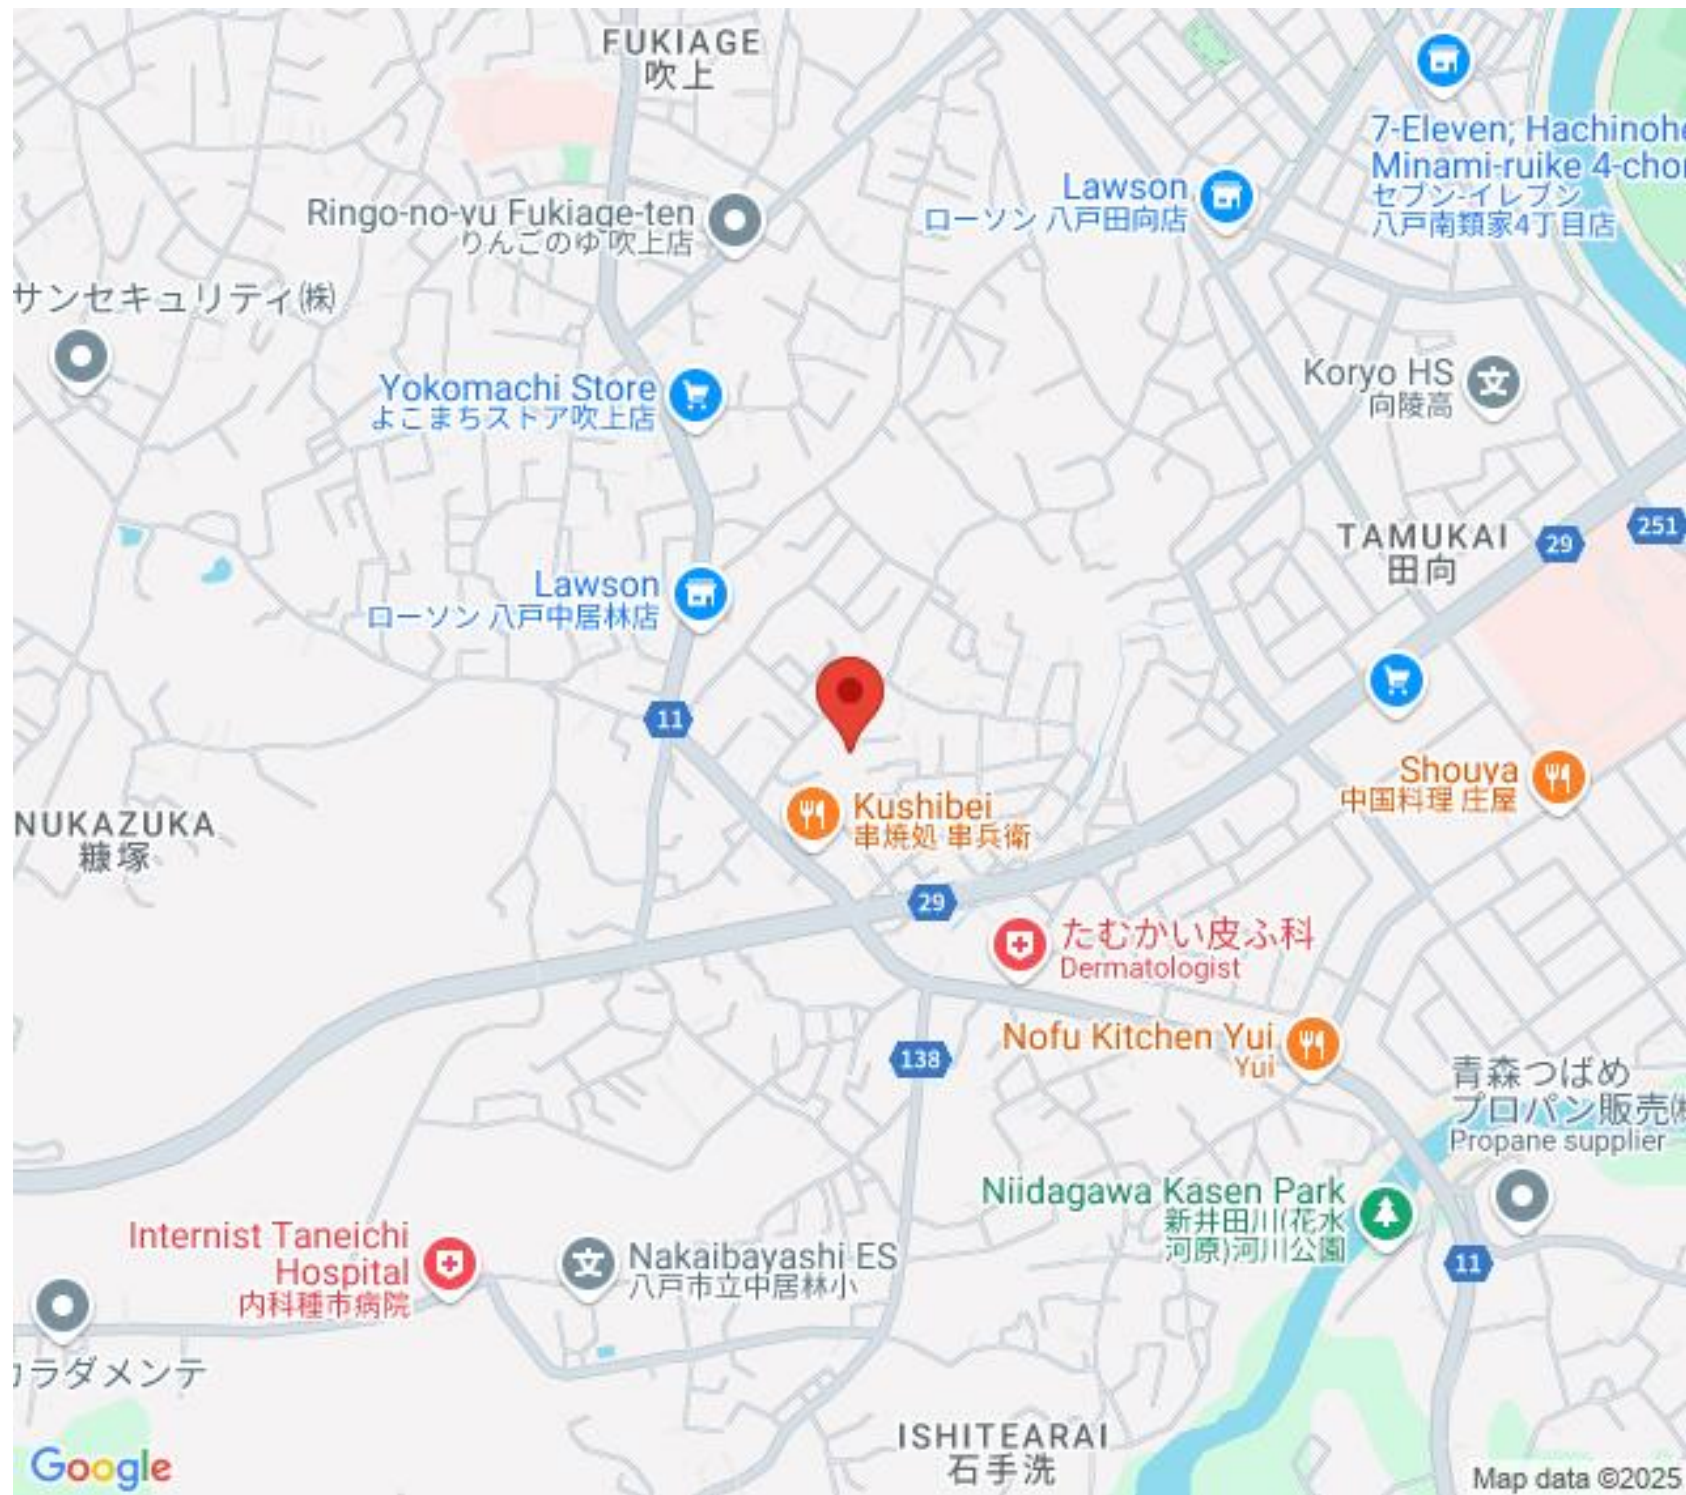 FUKIAGE
吹上
7-Eleven; Hachinohe
Minami-ruike 4-cho
セブン-イレブン
八戸南類家4丁目店
Lawson
ローソン 八戸田向店
Ringo-no-yu Fukiage-ten
りんごのゆ 吹上店
サンセキュリティ㈱
Yokomachi Store
よこまちストア吹上店
Koryo HS
向陵高
TAMUKAI
田向
29
251
Lawson
ローソン 八戸中居林店
11
Shouya
中国料理 庄屋
NUKAZUKA
糠塚
Kushibei
串焼処 串兵衛
29
たむかい皮ふ科
Dermatologist
Nofu Kitchen Yui
Yui
138
青森つばめ
プロパン販売㈱
Propane supplier
Niidagawa Kasen Park
新井田川(花水
河原)河川公園
Internist Taneichi
Hospital
内科種市病院
Nakaibayashi ES
八戸市立中居林小
11
カラダメンテ
ISHITEARAI
石手洗
Google
Map data ©2025